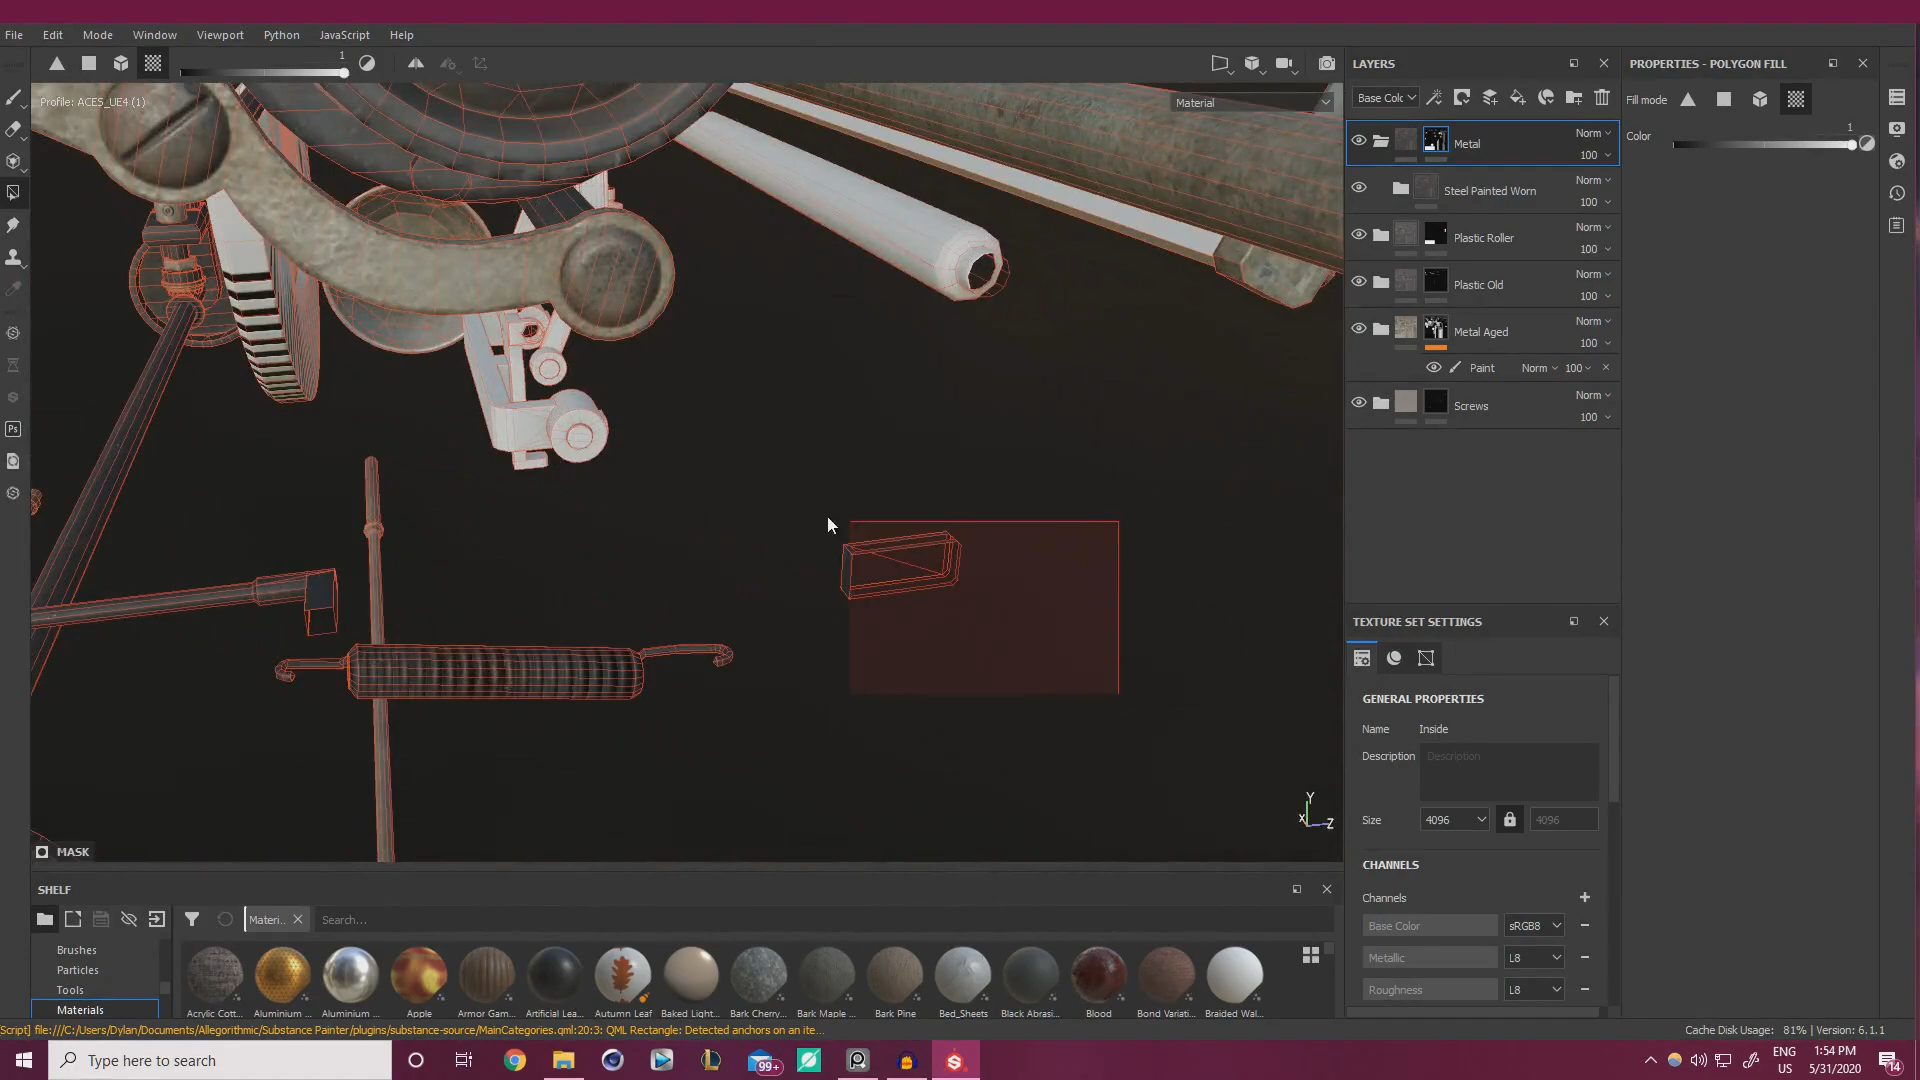 File Edit Mode Window Viewport Python JavaScript Help
1
Profile: ACES_UE4 (1)
Material
LAYERS
Base Colc
Metal Norm 100
Steel Painted Worn Norm 100
Plastic Roller Norm 100
Plastic Old Norm 100
Metal Aged Norm 100
Paint Norm 100
Screws Norm 100
PROPERTIES - POLYGON FILL
Fill mode
Color 1
Ps
Y
X Z
MASK
TEXTURE SET SETTINGS
GENERAL PROPERTIES
Name Inside
Description Description
Size 4096 4096
CHANNELS
Channels
Base Color sRGB8
Metallic L8
Roughness L8
SHELF
Materi.. Search...
Brushes
Particles
Tools
Materials
Acrylic Cott... Aluminium ... Aluminium ... Apple Armor Gam... Artificial Lea... Autumn Leaf Baked Light... Bark Cherry... Bark Maple ... Bark Pine Bed_Sheets Black Abrasi... Blood Bond Variati... Braided Wal...
Script] file:///C:/Users/Dylan/Documents/Allegorithmic/Substance Painter/plugins/substance-source/MainCategories.qml:20:3: QML Rectangle: Detected anchors on an ite...
Cache Disk Usage: 81% | Version: 6.1.1
Type here to search
99+
ENG
US
1:54 PM
5/31/2020
14